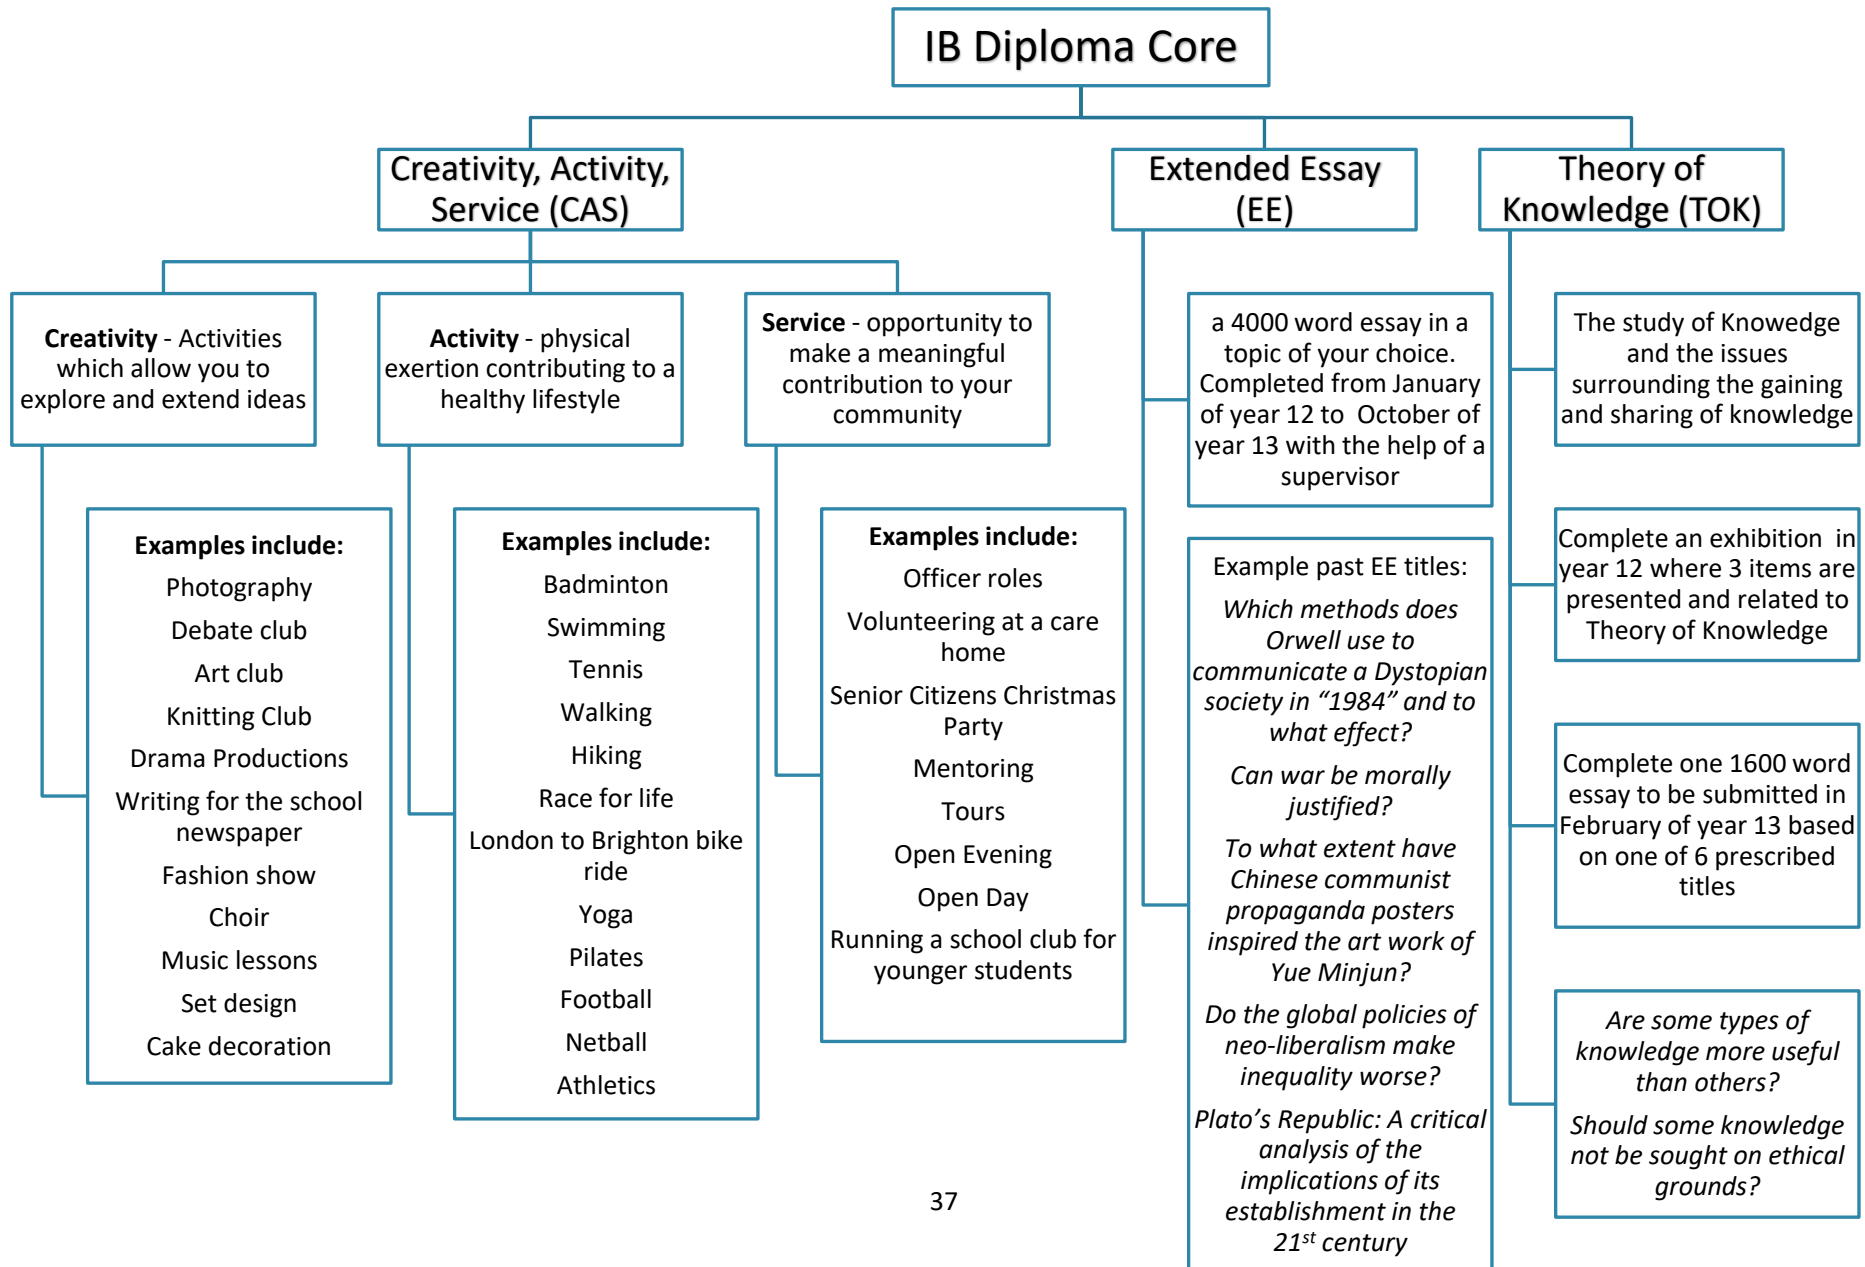 IB Diploma Core
Creativity, Activity,
Service (CAS)
Creativity - Activities
which allow you to
explore and extend ideas
Examples include:
Photography
Debate club
Art club
Knitting Club
Drama Productions
Writing for the school
newspaper
Fashion show
Choir
Music lessons
Set design
Cake decoration
Activity - physical
exertion contributing to a
healthy lifestyle
Examples include:
Badminton
Swimming
Tennis
Walking
Hiking
Race for life
London to Brighton bike
ride
Yoga
Pilates
Football
Netball
Athletics
Service - opportunity to
make a meaningful
contribution to your
community
Examples include:
Officer roles
Volunteering at a care
home
Senior Citizens Christmas
Party
Mentoring
Tours
Open Evening
Open Day
Running a school club for
younger students
Extended Essay
(EE)
a 4000 word essay in a
topic of your choice.
Completed from January
of year 12 to October of
year 13 with the help of a
supervisor
Example past EE titles:
Which methods does
Orwell use to
communicate a Dystopian
society in “1984” and to
what effect?
Can war be morally
justified?
To what extent have
Chinese communist
propaganda posters
inspired the art work of
Yue Minjun?
Do the global policies of
neo-liberalism make
inequality worse?
Plato’s Republic: A critical
analysis of the
implications of its
establishment in the
21st century
Theory of
Knowledge (TOK)
The study of Knowedge
and the issues
surrounding the gaining
and sharing of knowledge
Complete an exhibition in
year 12 where 3 items are
presented and related to
Theory of Knowledge
Complete one 1600 word
essay to be submitted in
February of year 13 based
on one of 6 prescribed
titles
Are some types of
knowledge more useful
than others?
Should some knowledge
not be sought on ethical
grounds?
37